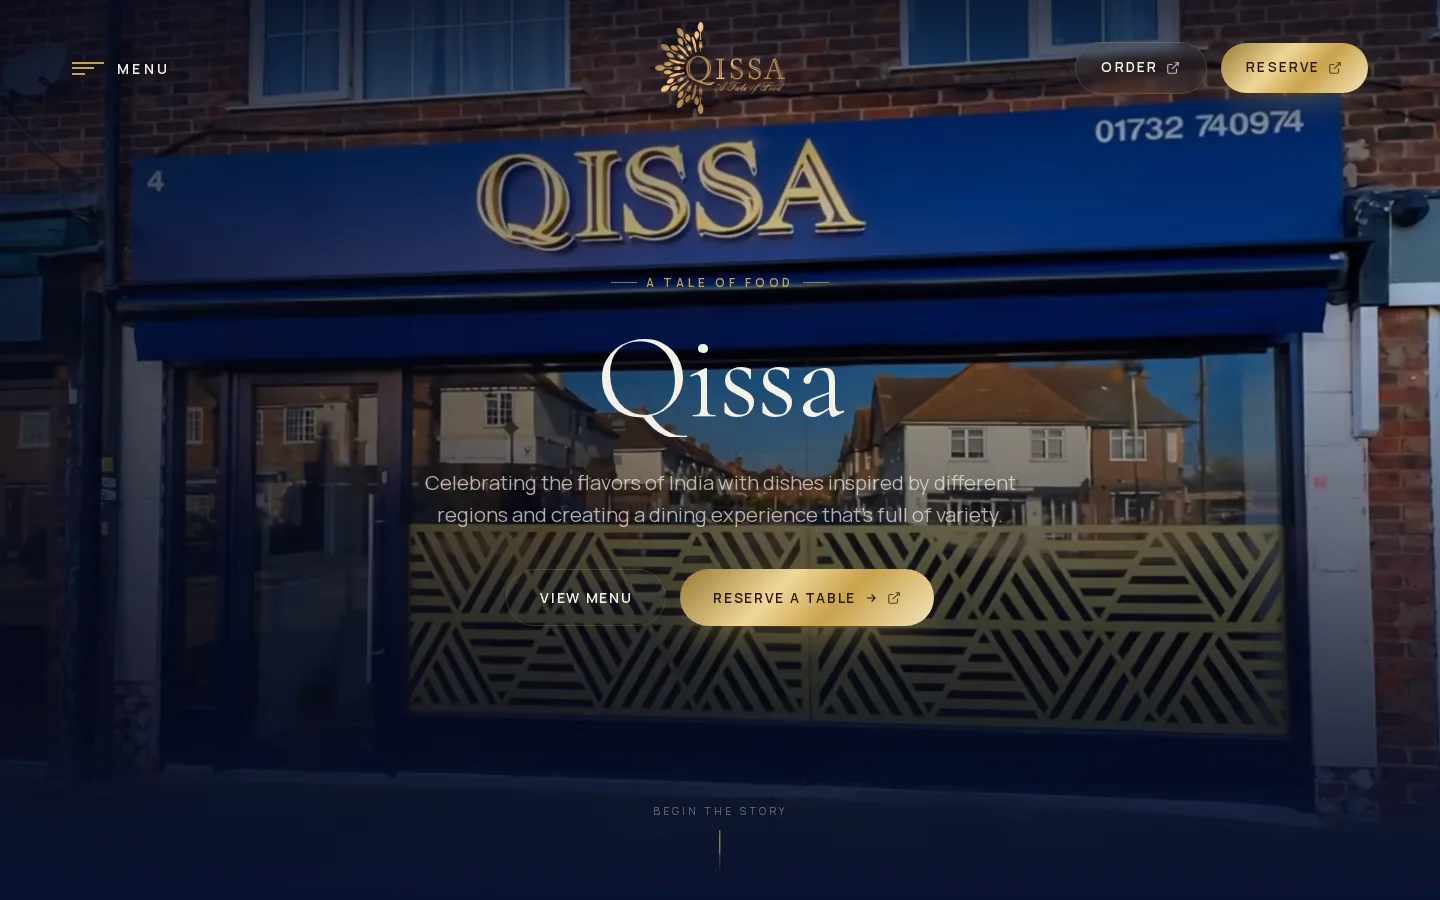 MENU
QISSA
A Tale of Food
ORDER
RESERVE
01732 740974
4
QISSA
A TALE OF FOOD
Qissa
Celebrating the flavors of India with dishes inspired by different
regions and creating a dining experience that's full of variety.
VIEW MENU
RESERVE A TABLE →
BEGIN THE STORY